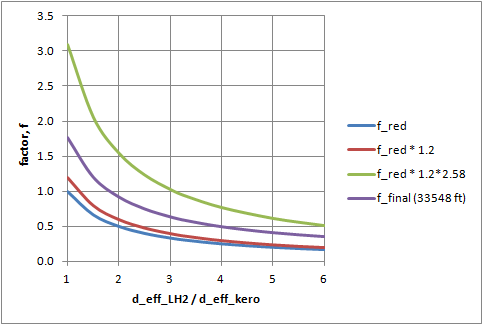 factor, f
3.5
3.0
2.5
2.0
1.5
1.0
0.5
0.0
1 2 3 4 5 6
d_eff_LH2 / d_eff_kero
f_red
f_red * 1.2
f_red * 1.2*2.58
f_final (33548 ft)